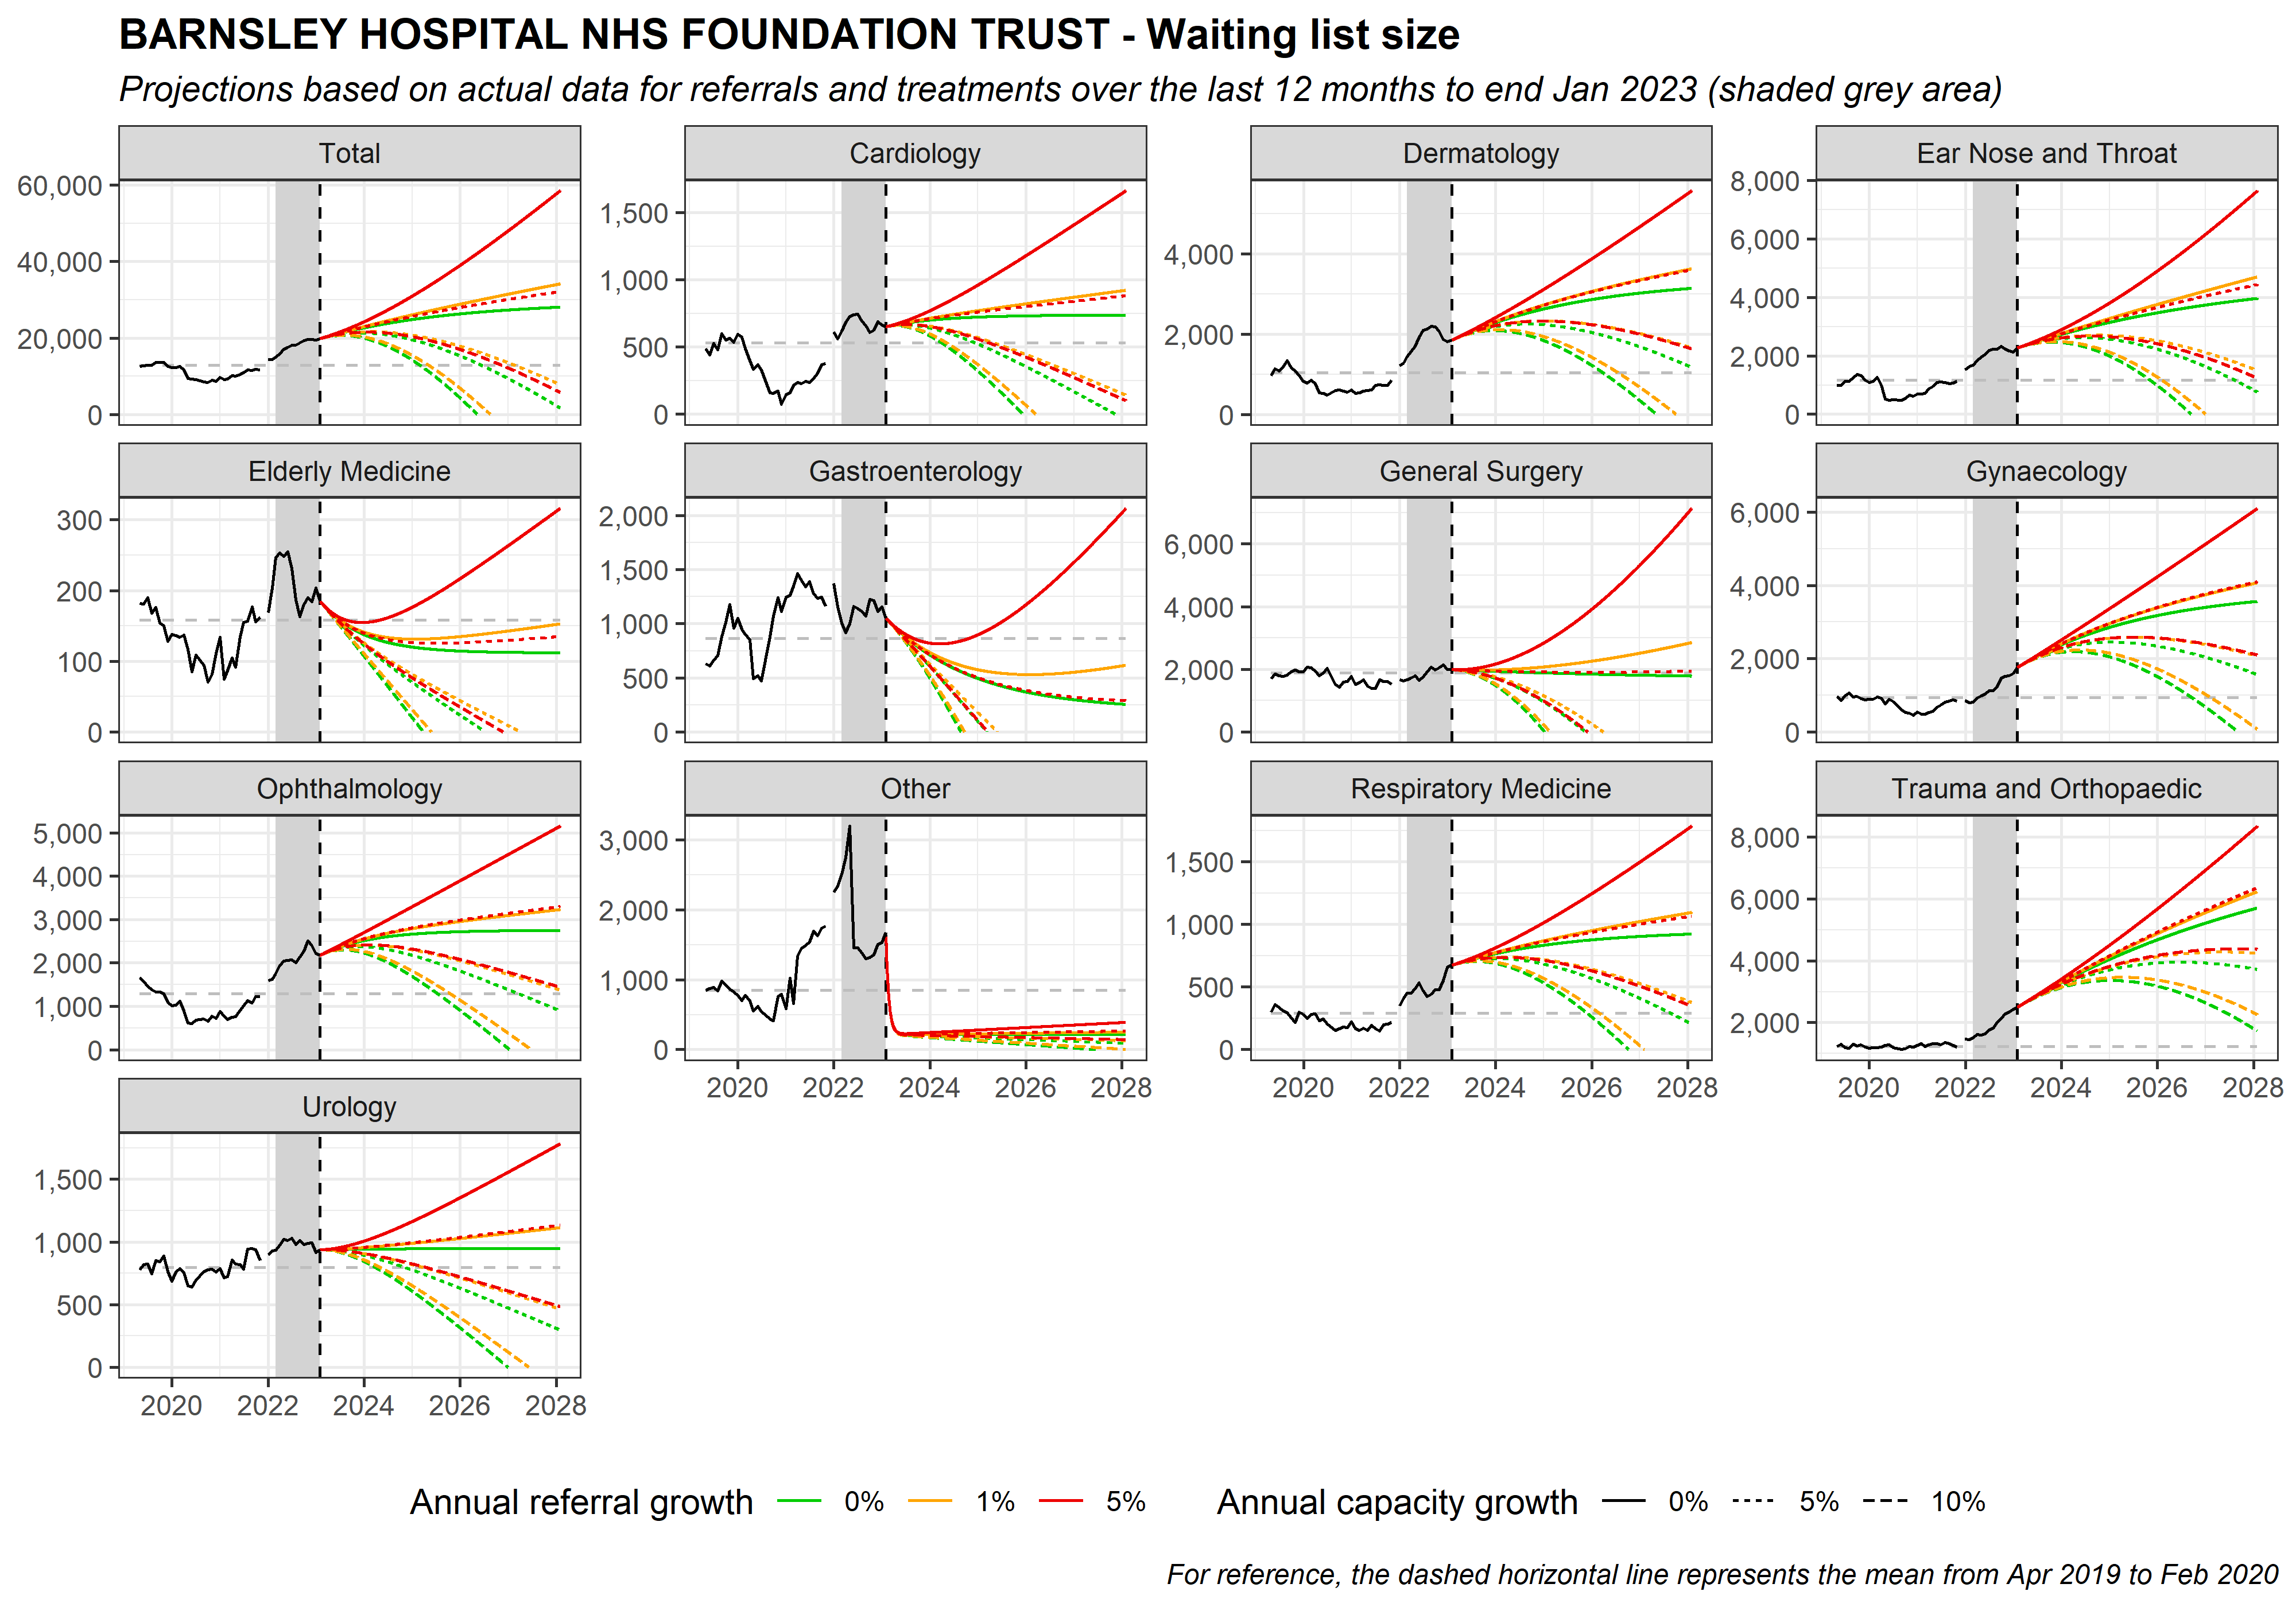 BARNSLEY HOSPITAL NHS FOUNDATION TRUST - Waiting list size
Projections based on actual data for referrals and treatments over the last 12 months to end Jan 2023 (shaded grey area)
Total
Cardiology
Dermatology
Ear Nose and Throat
60,000
40,000
20,000
0
1,500
1,000
500
0
4,000
2,000
0
8,000
6,000
4,000
2,000
0
Elderly Medicine
Gastroenterology
General Surgery
Gynaecology
300
200
100
0
2,000
1,500
1,000
500
0
6,000
4,000
2,000
0
6,000
4,000
2,000
0
Ophthalmology
Other
Respiratory Medicine
Trauma and Orthopaedic
5,000
4,000
3,000
2,000
1,000
0
3,000
2,000
1,000
0
1,500
1,000
500
0
8,000
6,000
4,000
2,000
2020 2022 2024 2026 2028
2020 2022 2024 2026 2028
2020 2022 2024 2026 2028
Urology
1,500
1,000
500
0
2020 2022 2024 2026 2028
Annual referral growth 0% 1% 5%
Annual capacity growth 0% 5% 10%
For reference, the dashed horizontal line represents the mean from Apr 2019 to Feb 2020